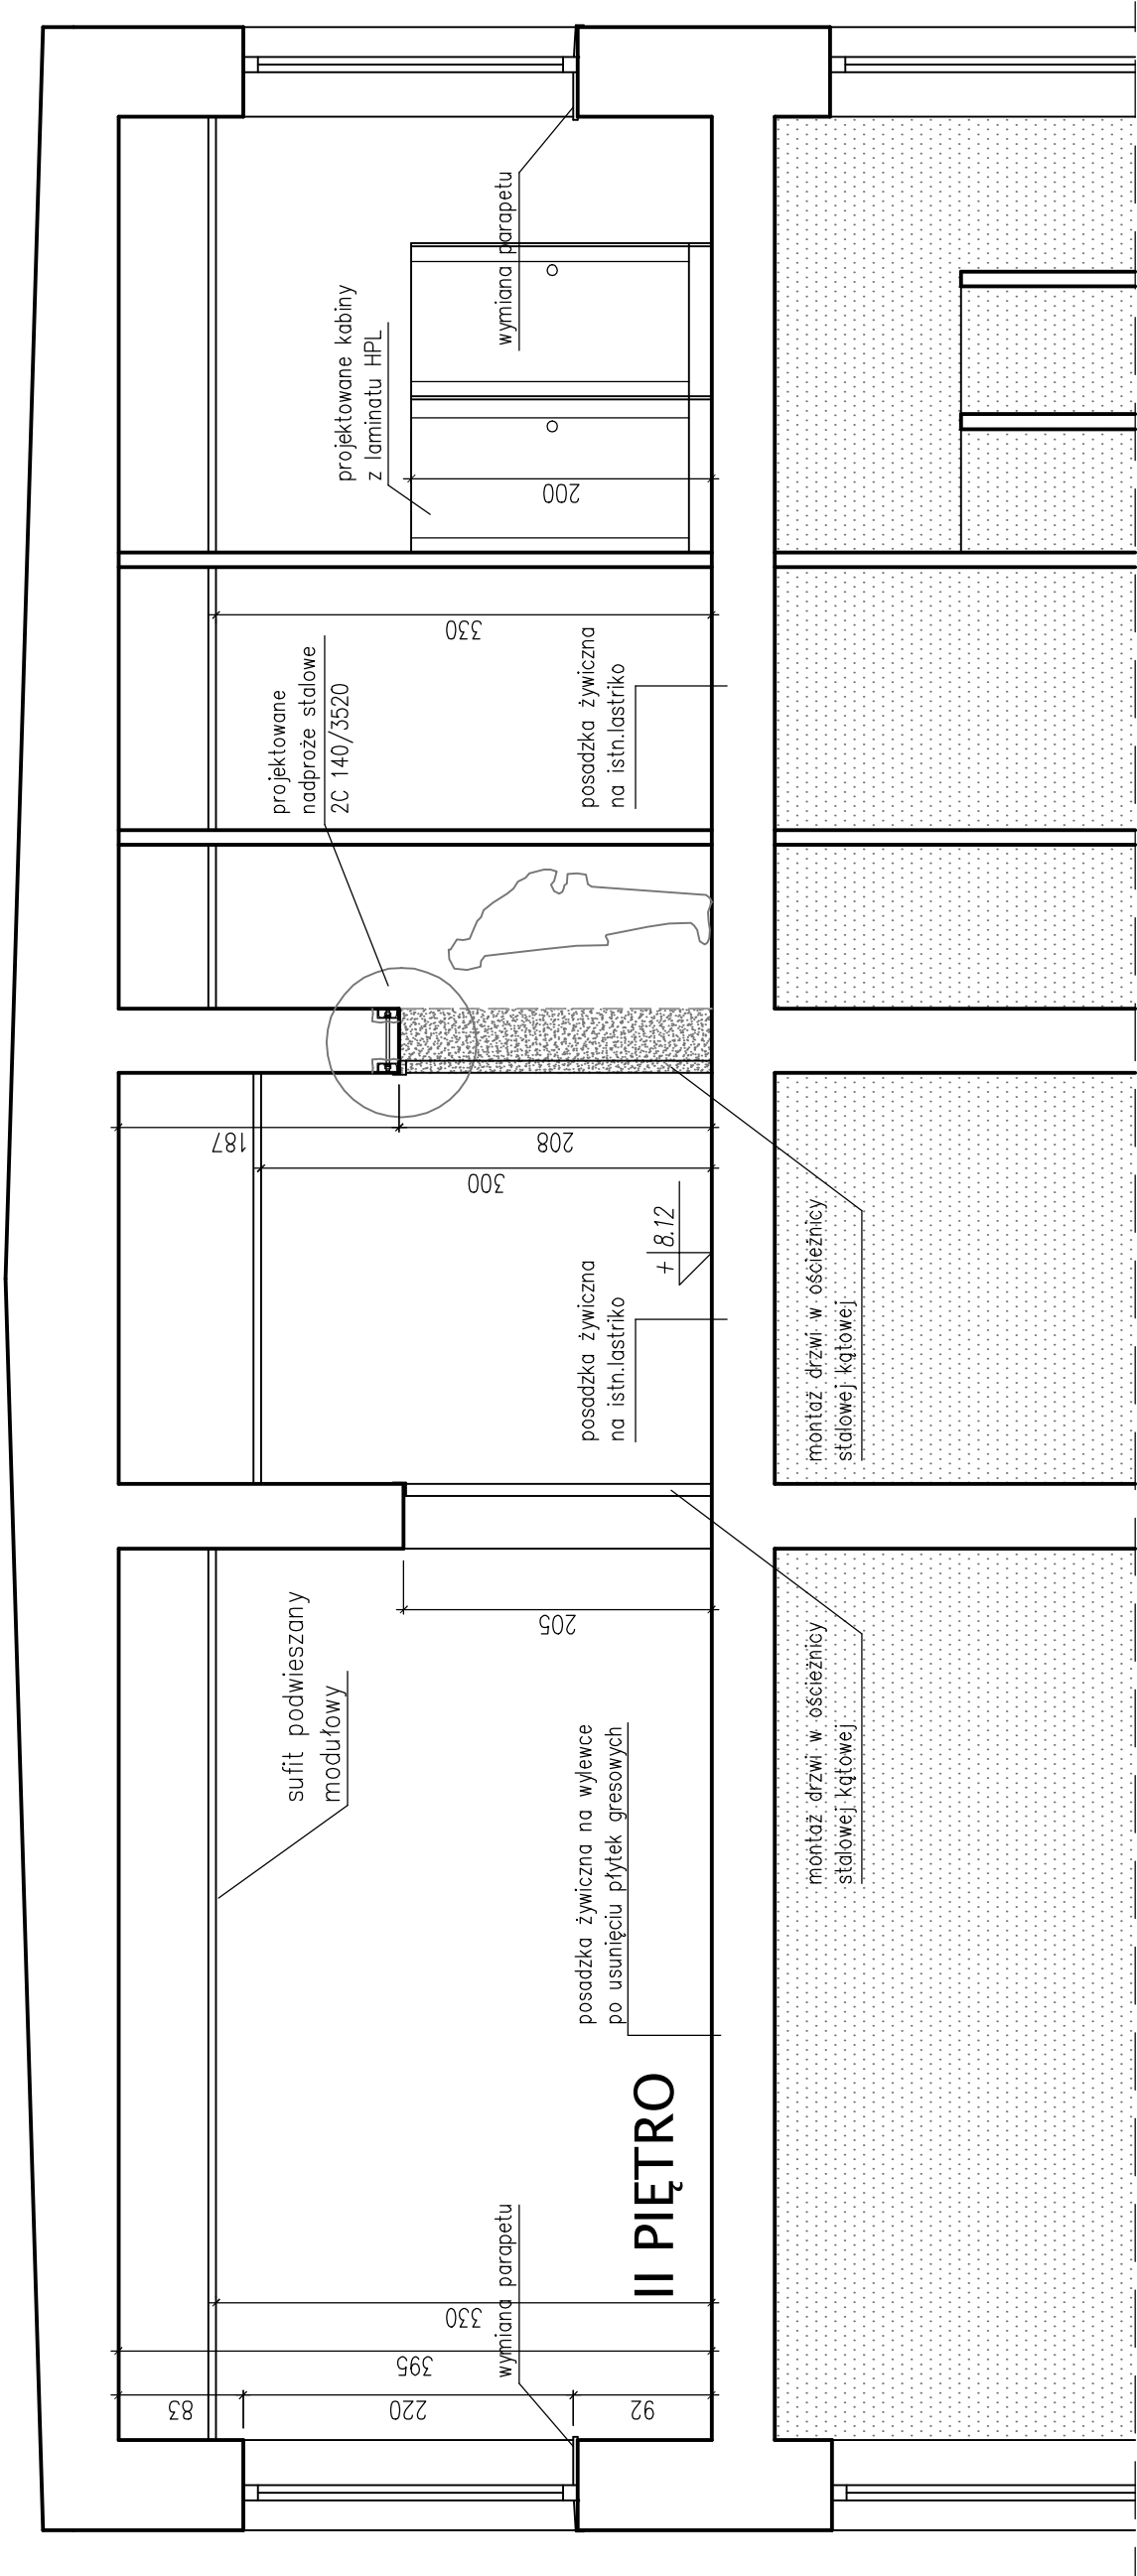 wymiana parapetu
83
220
92
395
330
II PIĘTRO
posadzka żywiczna na wylewce
po usunięciu płytek gresowych
sufit podwieszany
modułowy
205
montaż drzwi w ościeżnicy
stalowej kątowej
posadzka żywiczna
na istn.lastriko
+ 8.12
300
187
208
montaż drzwi w ościeżnicy
stalowej kątowej
projektowane
nadproże stalowe
2C 140/3520
posadzka żywiczna
na istn.lastriko
330
projektowane kabiny
z laminatu HPL
200
wymiana parapetu